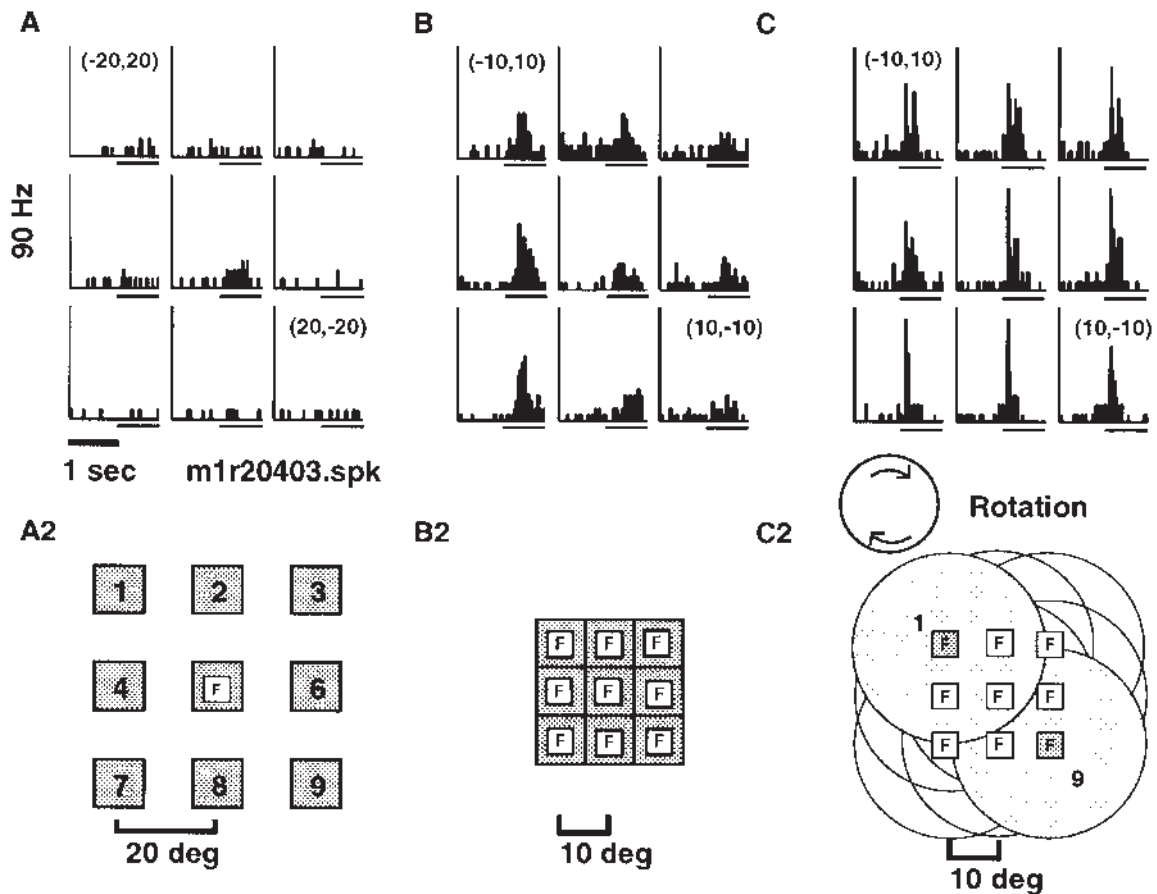 A
B
C
(-20,20)
(-10,10)
(-10,10)
90 Hz
(20,-20)
(10,-10)
(10,-10)
1 sec
m1r20403.spk
Rotation
A2
B2
C2
1 2 3
4 F 6
7 8 9
20 deg
F F F
F F F
F F F
10 deg
1
F F F
F F F
F F F
9
10 deg